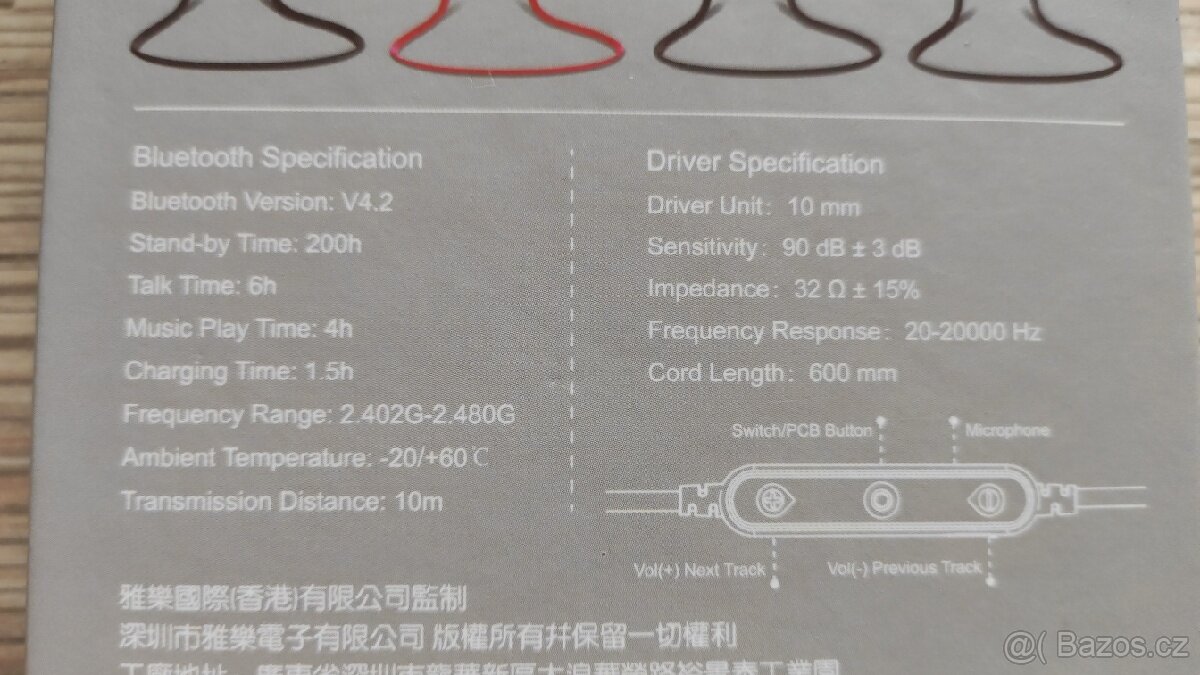 Bluetooth Specification
Bluetooth Version: V4.2
Stand-by Time: 200h
Talk Time: 6h
Music Play Time: 4h
Charging Time: 1.5h
Frequency Range: 2.402G-2.480G
Ambient Temperature: -20/+60℃
Transmission Distance: 10m
Driver Specification
Driver Unit: 10 mm
Sensitivity: 90 dB ± 3 dB
Impedance: 32 Ω ± 15%
Frequency Response: 20-20000 Hz
Cord Length: 600 mm
Switch/PCB Button
Microphone
Vol(+) Next Track
Vol(-) Previous Track
雅樂國際(香港)有限公司監制
深圳市雅樂電子有限公司 版權所有幷保留一切權利
@( Bazos.cz